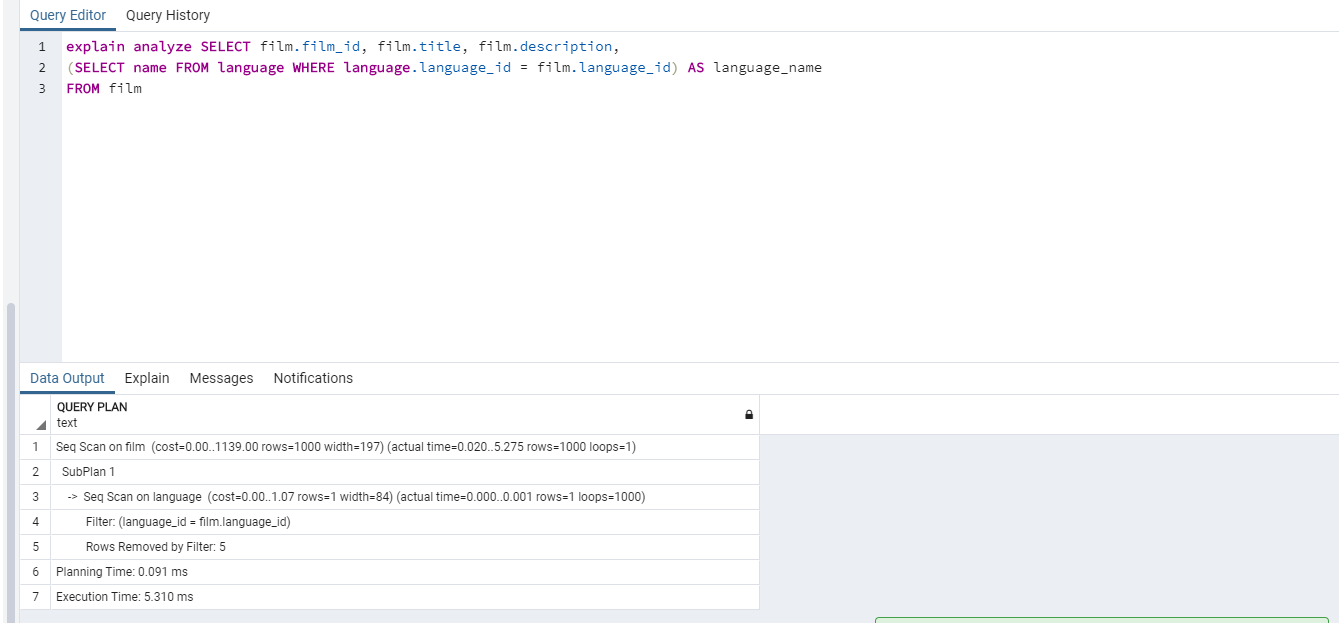 Query Editor Query History
1 explain analyze SELECT film.film_id, film.title, film.description,
2 (SELECT name FROM language WHERE language.language_id = film.language_id) AS language_name
3 FROM film
Data Output Explain Messages Notifications
QUERY PLAN
text
1 Seq Scan on film (cost=0.00..1139.00 rows=1000 width=197) (actual time=0.020..5.275 rows=1000 loops=1)
2 SubPlan 1
3 -> Seq Scan on language (cost=0.00..1.07 rows=1 width=84) (actual time=0.000..0.001 rows=1 loops=1000)
4 Filter: (language_id = film.language_id)
5 Rows Removed by Filter: 5
6 Planning Time: 0.091 ms
7 Execution Time: 5.310 ms